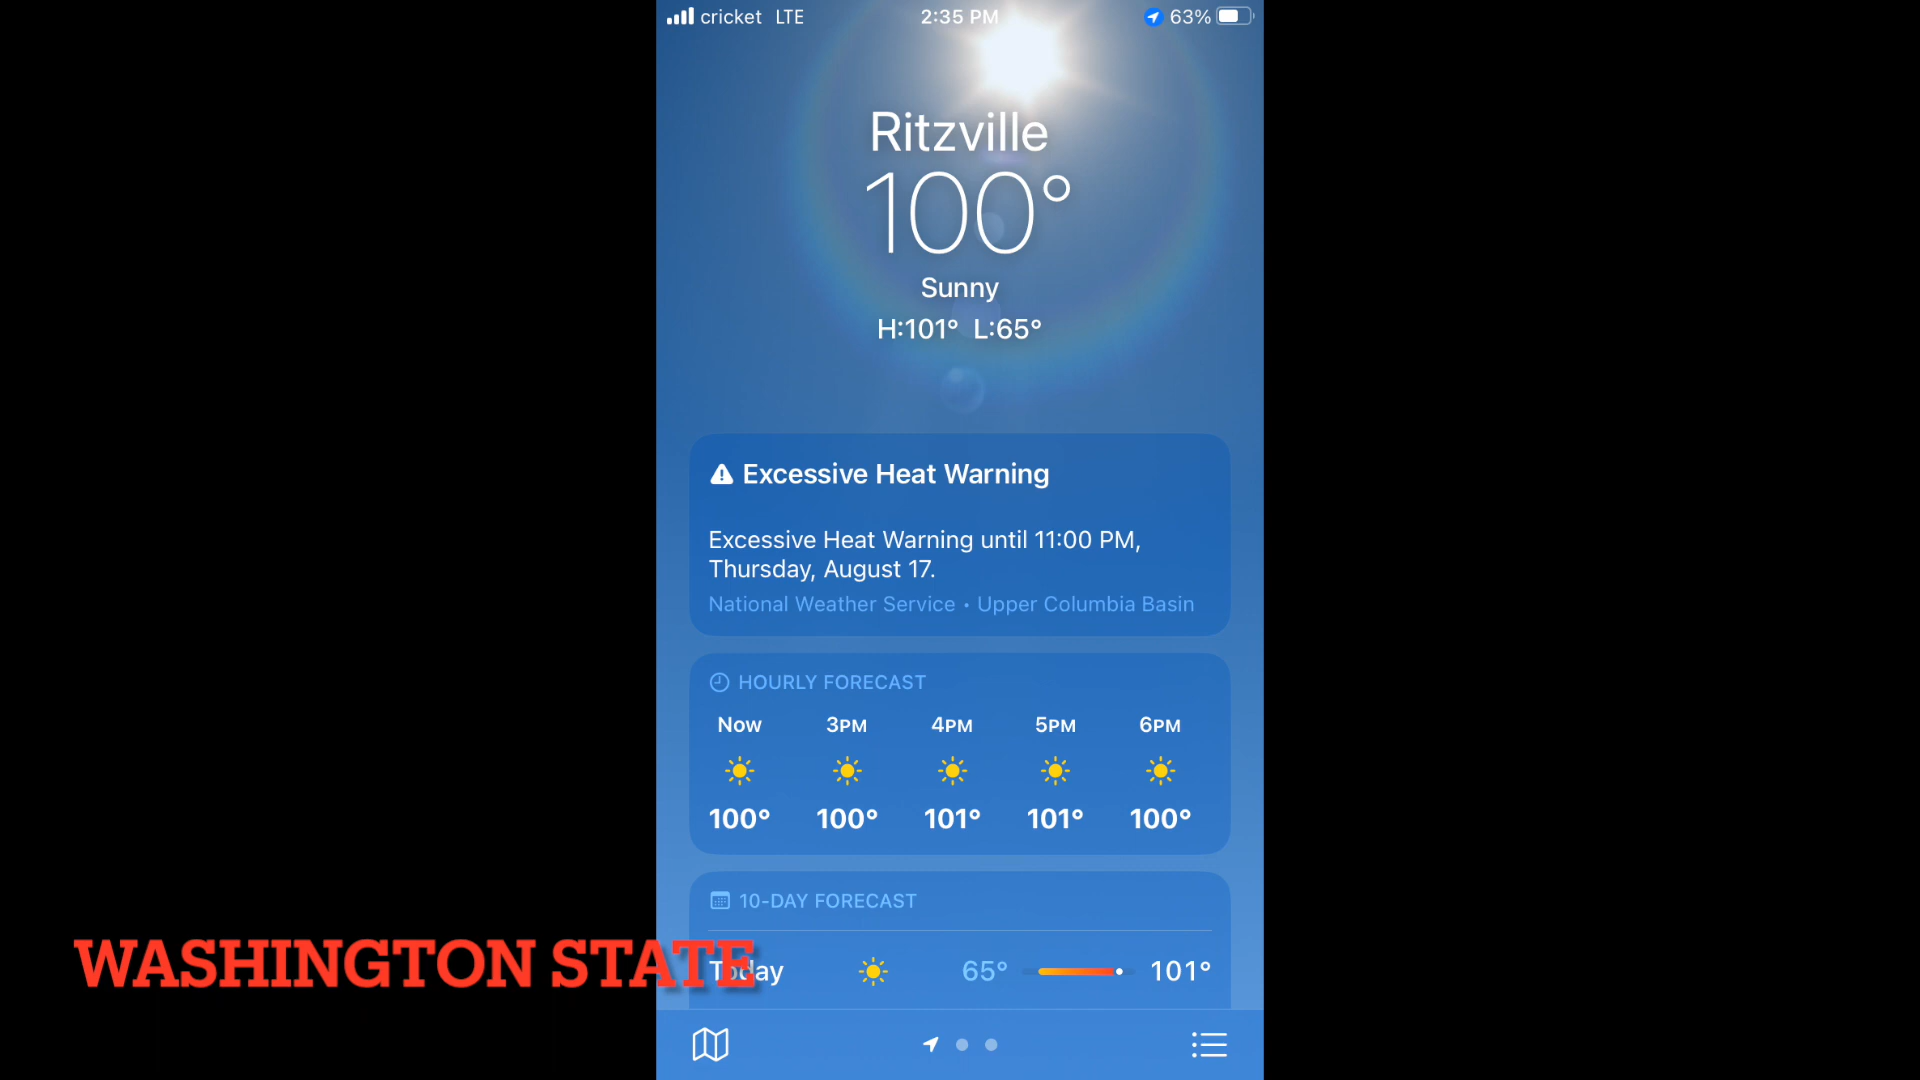 cricket LTE 2:35 PM 63%
Ritzville
100°
Sunny
H:101° L:65°
Excessive Heat Warning
Excessive Heat Warning until 11:00 PM,
Thursday, August 17.
National Weather Service • Upper Columbia Basin
HOURLY FORECAST
Now 3PM 4PM 5PM 6PM
100° 100° 101° 101° 100°
10-DAY FORECAST
Today 65° 101°
WASHINGTON STATE